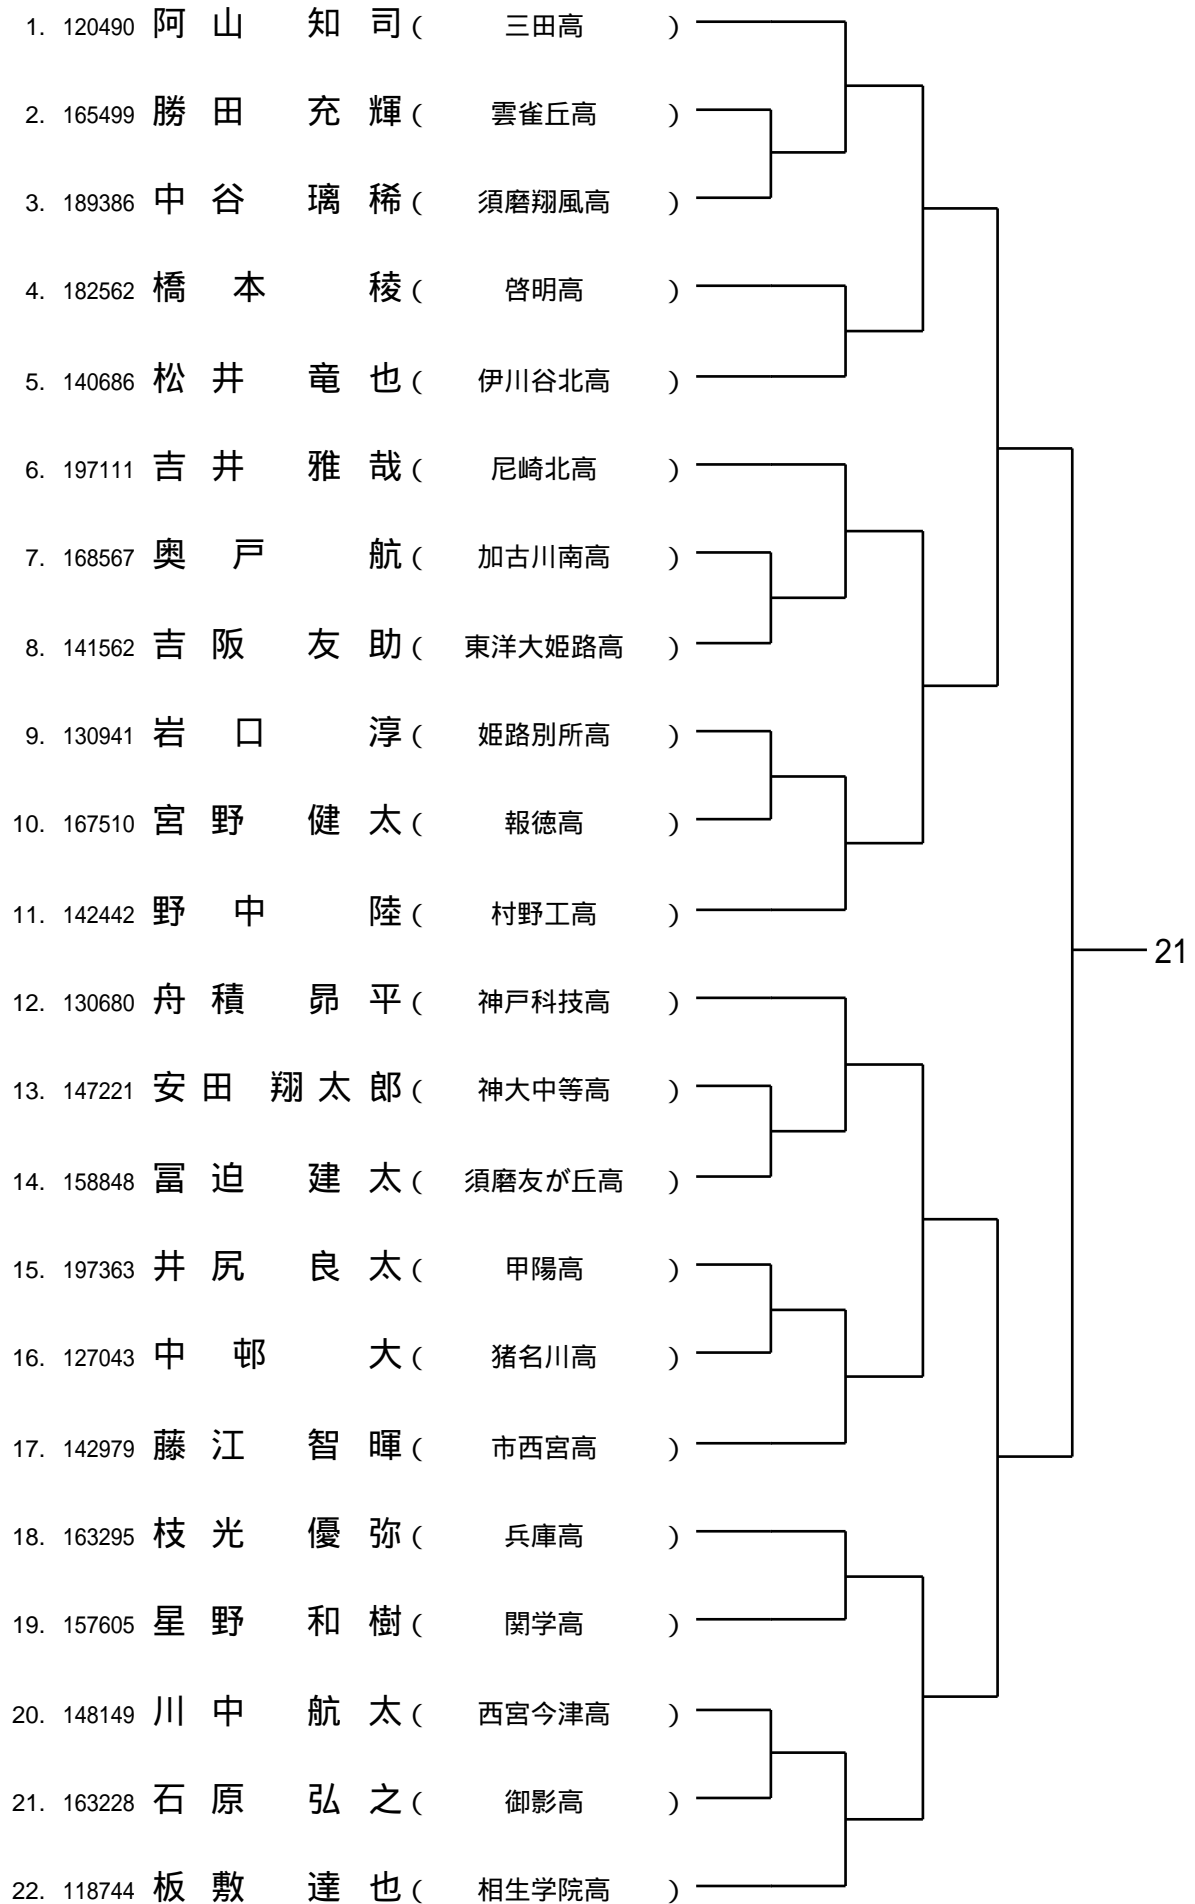 1. 120490 阿山 知司 ( 三田高 )
2. 165499 勝田 充輝 ( 雲雀丘高 )
3. 189386 中谷 璃稀 ( 須磨翔風高 )
4. 182562 橋本 稜 ( 啓明高 )
5. 140686 松井 竜也 ( 伊川谷北高 )
6. 197111 吉井 雅哉 ( 尼崎北高 )
7. 168567 奥戸 航 ( 加古川南高 )
8. 141562 吉阪 友助 ( 東洋大姫路高 )
9. 130941 岩口 淳 ( 姫路別所高 )
10. 167510 宮野 健太 ( 報徳高 )
11. 142442 野中 陸 ( 村野工高 )
21
12. 130680 舟積 昴平 ( 神戸科技高 )
13. 147221 安田 翔太郎 ( 神大中等高 )
14. 158848 冨迫 建太 ( 須磨友が丘高 )
15. 197363 井尻 良太 ( 甲陽高 )
16. 127043 中邨 大 ( 猪名川高 )
17. 142979 藤江 智暉 ( 市西宮高 )
18. 163295 枝光 優弥 ( 兵庫高 )
19. 157605 星野 和樹 ( 関学高 )
20. 148149 川中 航太 ( 西宮今津高 )
21. 163228 石原 弘之 ( 御影高 )
22. 118744 板敷 達也 ( 相生学院高 )